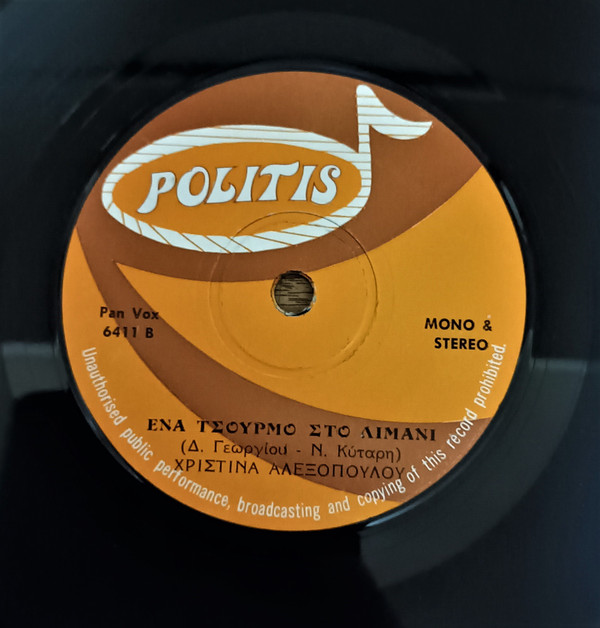 POLITIS
Pan Vox
6411 B
MONO &
STEREO
ΕΝΑ ΤΣΟΥΡΜΟ ΣΤΟ ΛΙΜΑΝΙ
(Δ. Γεωργίου - Ν. Κύταρη)
ΧΡΙΣΤΙΝΑ ΑΛΕΞΟΠΟΥΛΟΥ
Unauthorised public performance, broadcasting and copying of this record prohibited.